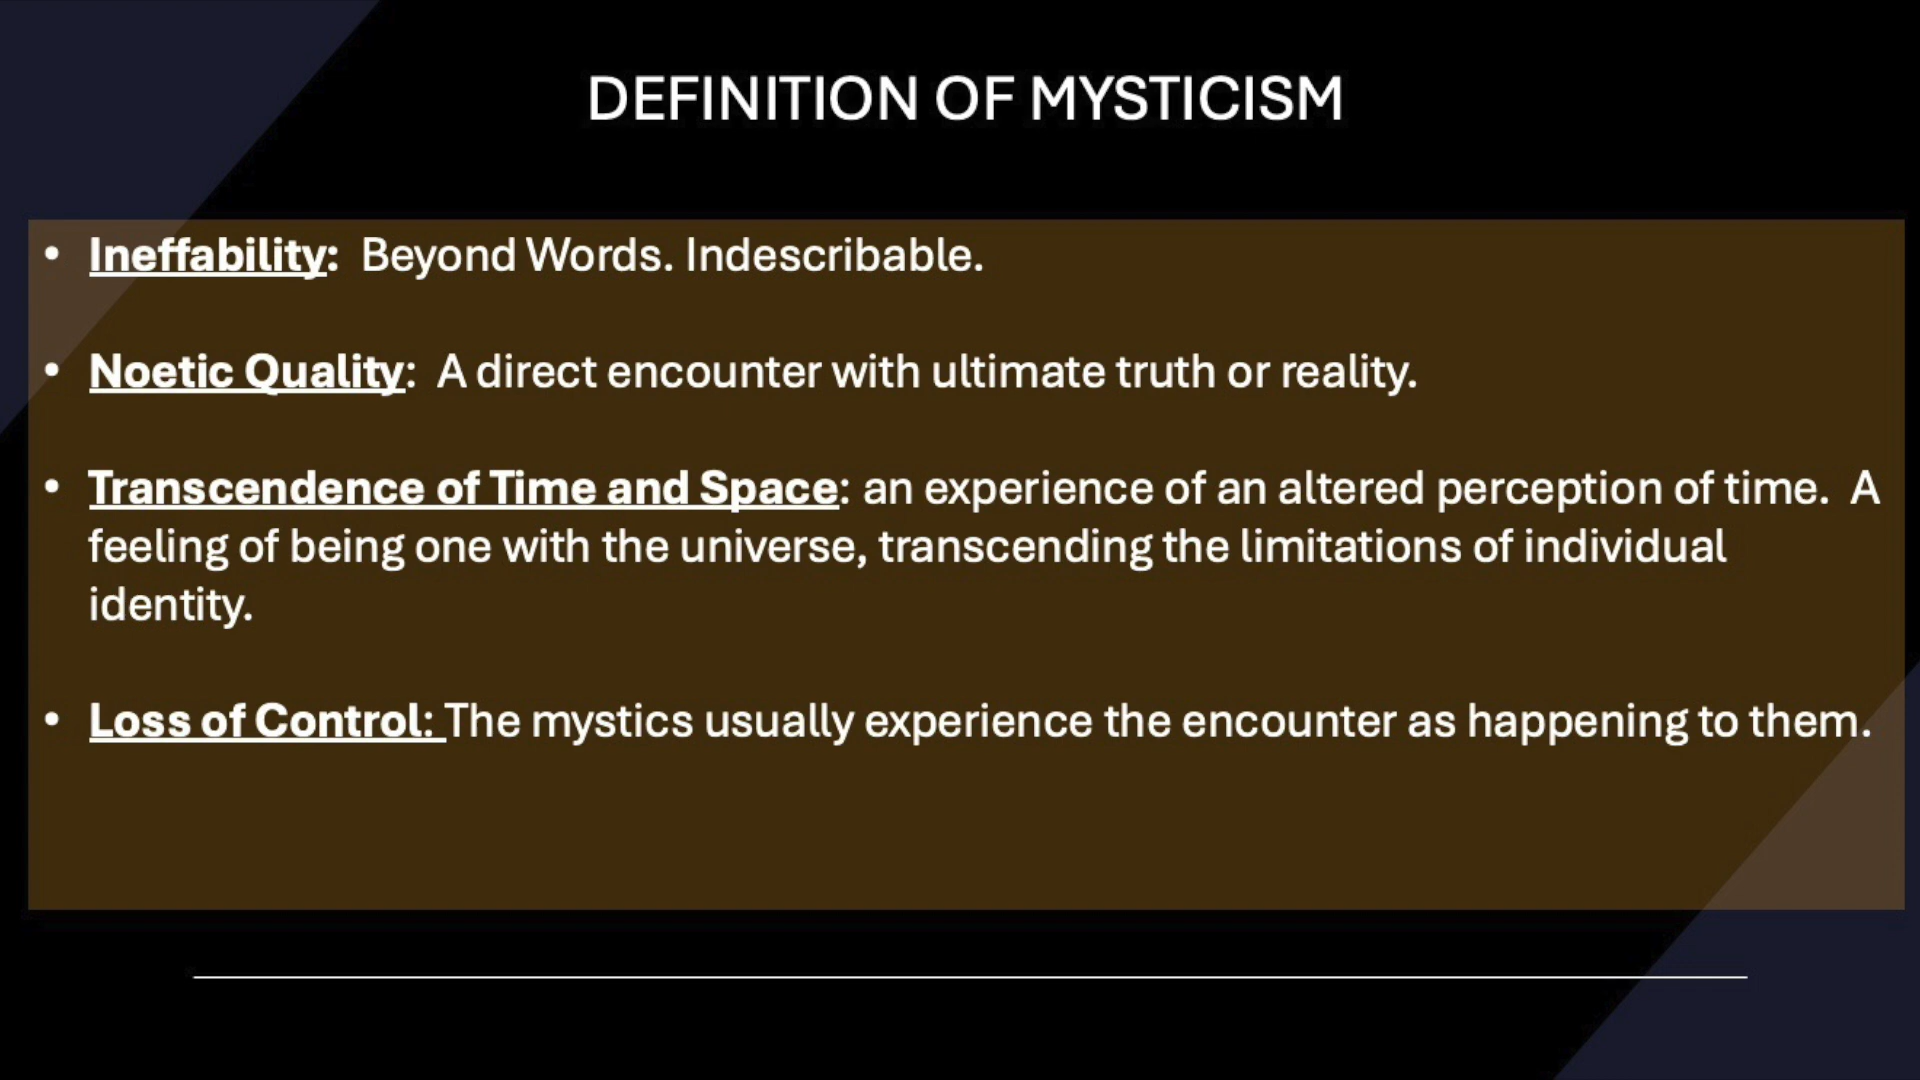 DEFINITION OF MYSTICISM
• Ineffability: Beyond Words. Indescribable.
• Noetic Quality: A direct encounter with ultimate truth or reality.
• Transcendence of Time and Space: an experience of an altered perception of time. A
feeling of being one with the universe, transcending the limitations of individual
identity.
• Loss of Control: The mystics usually experience the encounter as happening to them.